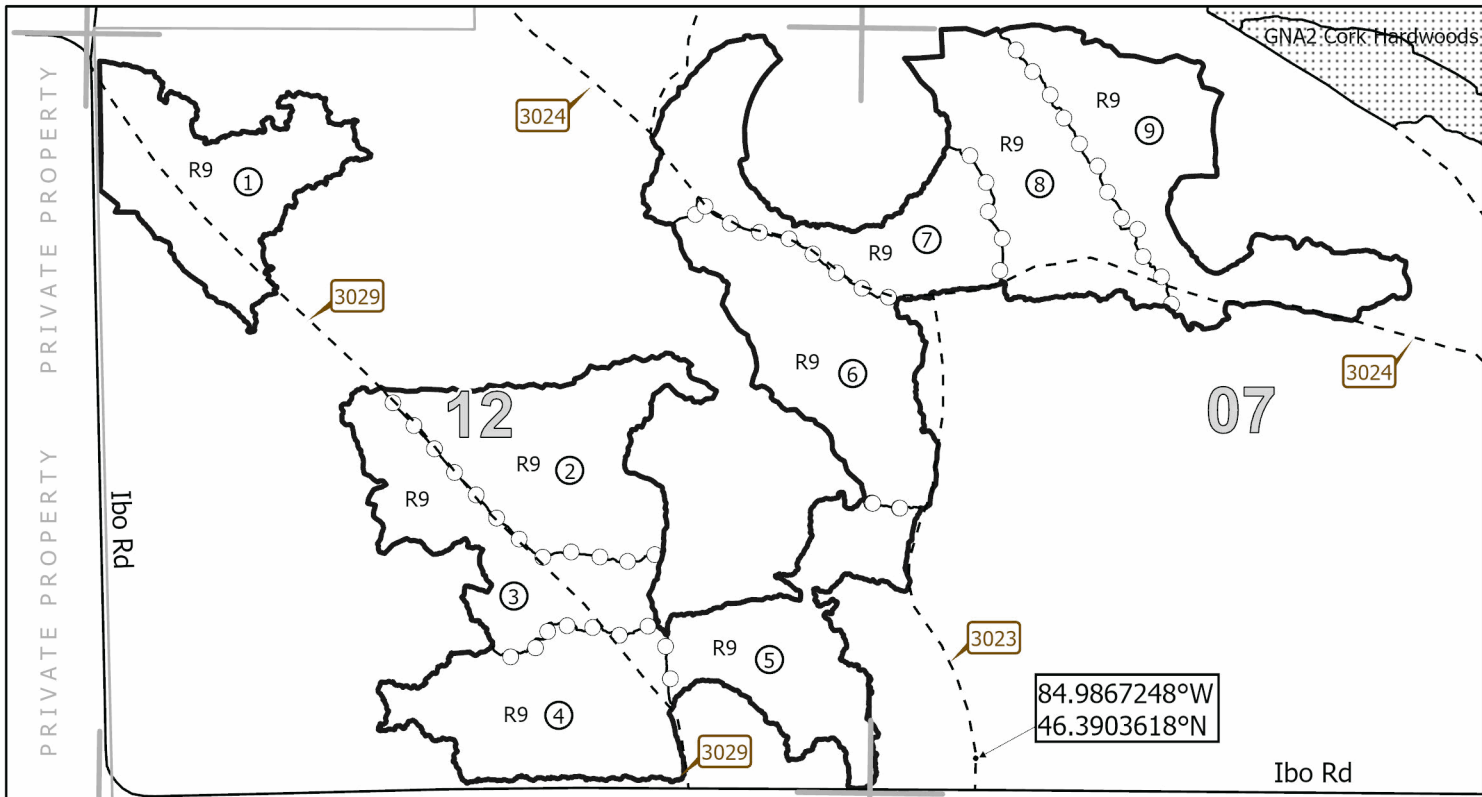 GNA2 Cork Hardwoods
PRIVATE PROPERTY
3024
R9
9
R9
8
R9
1
R9
7
3029
R9
6
3024
12
07
R9
2
R9
PRIVATE PROPERTY
Ibo Rd
3
3023
R9
5
84.9867248°W
46.3903618°N
R9
4
3029
Ibo Rd